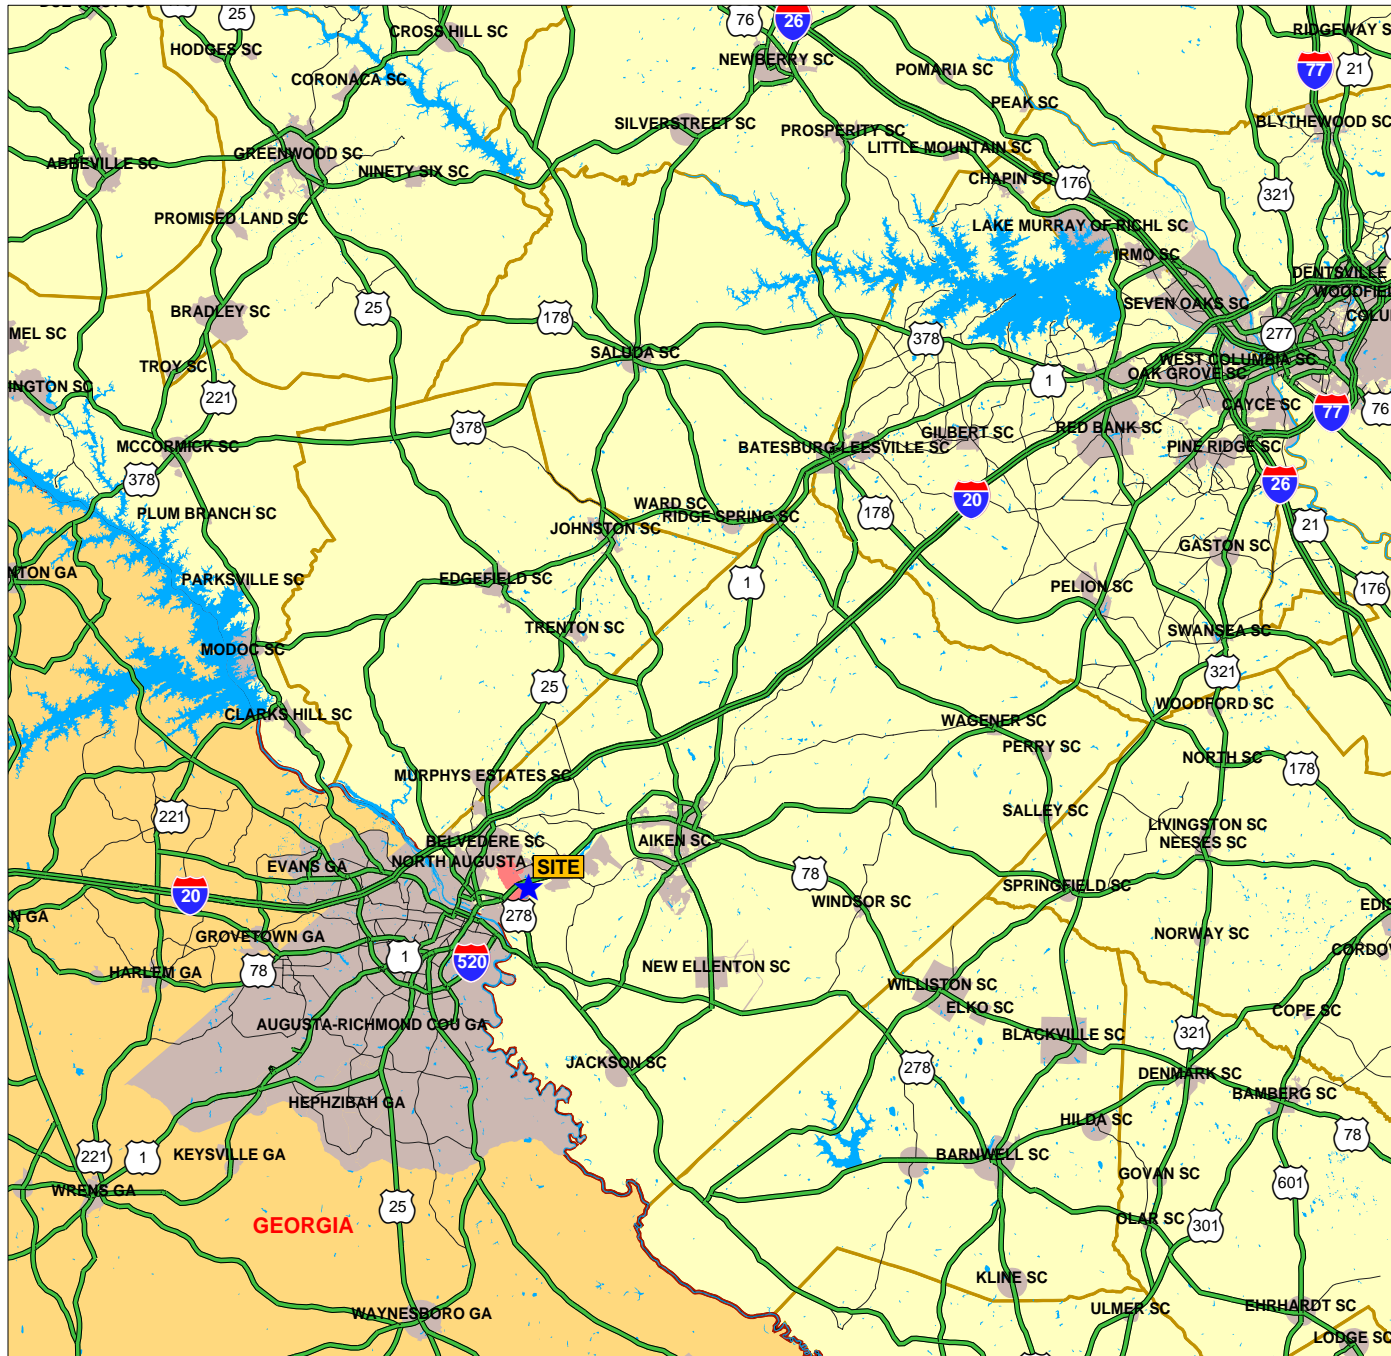 25
76
26
CROSS HILL SC
RIDGEWAY S
HODGES SC
NEWBERRY SC
POMARIA SC
77
21
CORONACA SC
PEAK SC
SILVERSTREET SC
PROSPERITY SC
BLYTHEWOOD SC
LITTLE MOUNTAIN SC
GREENWOOD SC
ABBEVILLE SC
NINETY SIX SC
CHAPIN SC
176
321
PROMISED LAND SC
LAKE MURRAY OF RICHL SC
IRMO SC
DENTSVILLE
WOODFIEL
SEVEN OAKS SC
25
BRADLEY SC
178
COLU
MEL SC
378
277
SALUDA SC
WEST COLUMBIA SC
TROY SC
OAK GROVE SC
INGTON SC
1
221
CAYCE SC
77
76
378
RED BANK SC
GILBERT SC
MCCORMICK SC
BATESBURG-LEESVILLE SC
PINE RIDGE SC
378
26
20
WARD SC
178
PLUM BRANCH SC
RIDGE SPRING SC
21
JOHNSTON SC
GASTON SC
NTON GA
PARKSVILLE SC
EDGEFIELD SC
1
PELION SC
176
TRENTON SC
SWANSEA SC
MODOC SC
321
25
WOODFORD SC
CLARKS HILL SC
WAGENER SC
PERRY SC
NORTH SC
178
MURPHYS ESTATES SC
SALLEY SC
221
LIVINGSTON SC
BELVEDERE SC
AIKEN SC
NEESES SC
EVANS GA
NORTH AUGUSTA
SITE
78
20
SPRINGFIELD SC
WINDSOR SC
EDIS
N GA
278
GROVETOWN GA
NORWAY SC
1
CORDOV
520
HARLEM GA
78
NEW ELLENTON SC
WILLISTON SC
ELKO SC
COPE SC
AUGUSTA-RICHMOND COU GA
321
BLACKVILLE SC
JACKSON SC
278
DENMARK SC
BAMBERG SC
HEPHZIBAH GA
HILDA SC
78
221
1
KEYSVILLE GA
BARNWELL SC
GOVAN SC
601
WRENS GA
25
GEORGIA
OLAR SC
301
KLINE SC
WAYNESBORO GA
ULMER SC
EHRHARDT SC
LODGE SC